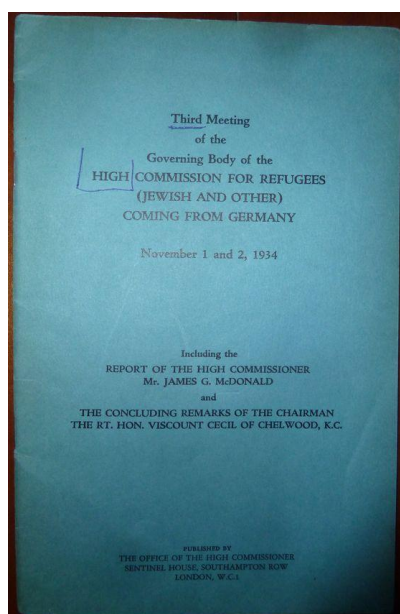 Third Meeting
of the
Governing Body of the
HIGH COMMISSION FOR REFUGEES
(JEWISH AND OTHER)
COMING FROM GERMANY
November 1 and 2, 1934
Including the
REPORT OF THE HIGH COMMISSIONER
Mr. JAMES G. McDONALD
and
THE CONCLUDING REMARKS OF THE CHAIRMAN
THE RT. HON. VISCOUNT CECIL OF CHELWOOD, K.C.
PUBLISHED BY
THE OFFICE OF THE HIGH COMMISSIONER
SENTINEL HOUSE, SOUTHAMPTON ROW
LONDON, W.C.1